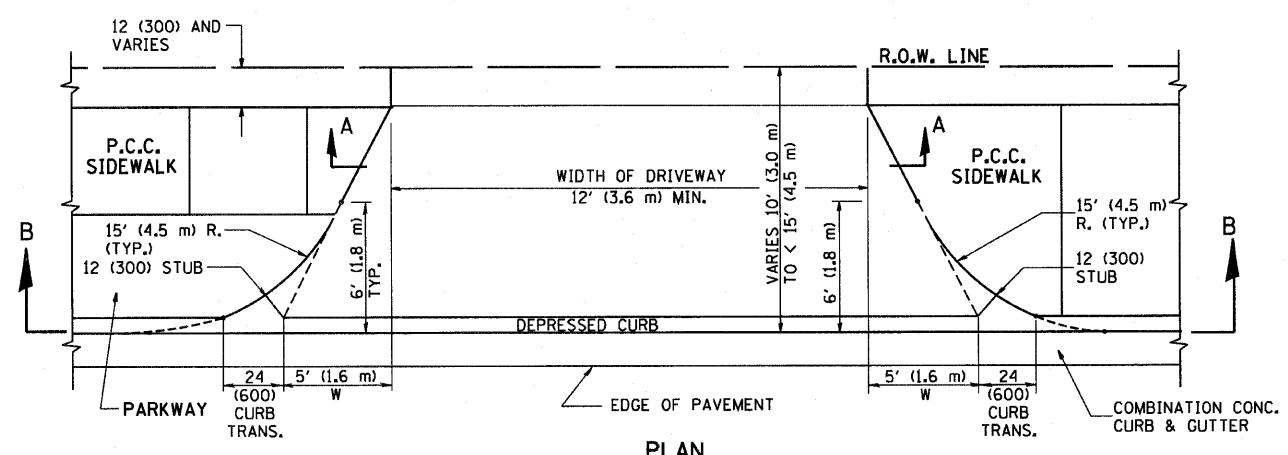 12 (300) AND
VARIES
R.O.W. LINE
A
A
P.C.C.
SIDEWALK
P.C.C.
SIDEWALK
WIDTH OF DRIVEWAY
12' (3.6 m) MIN.
VARIES 10' (3.0 m)
TO < 15' (4.5 m)
B
B
15' (4.5 m) R.
(TYP.)
12 (300) STUB
6' (1.8 m)
TYP.
6' (1.8 m)
15' (4.5 m)
R. (TYP.)
12 (300)
STUB
DEPRESSED CURB
24
(600)
CURB
TRANS.
5' (1.6 m)
W
5' (1.6 m)
W
24
(600)
CURB
TRANS.
PARKWAY
EDGE OF PAVEMENT
COMBINATION CONC.
CURB & GUTTER
PLAN